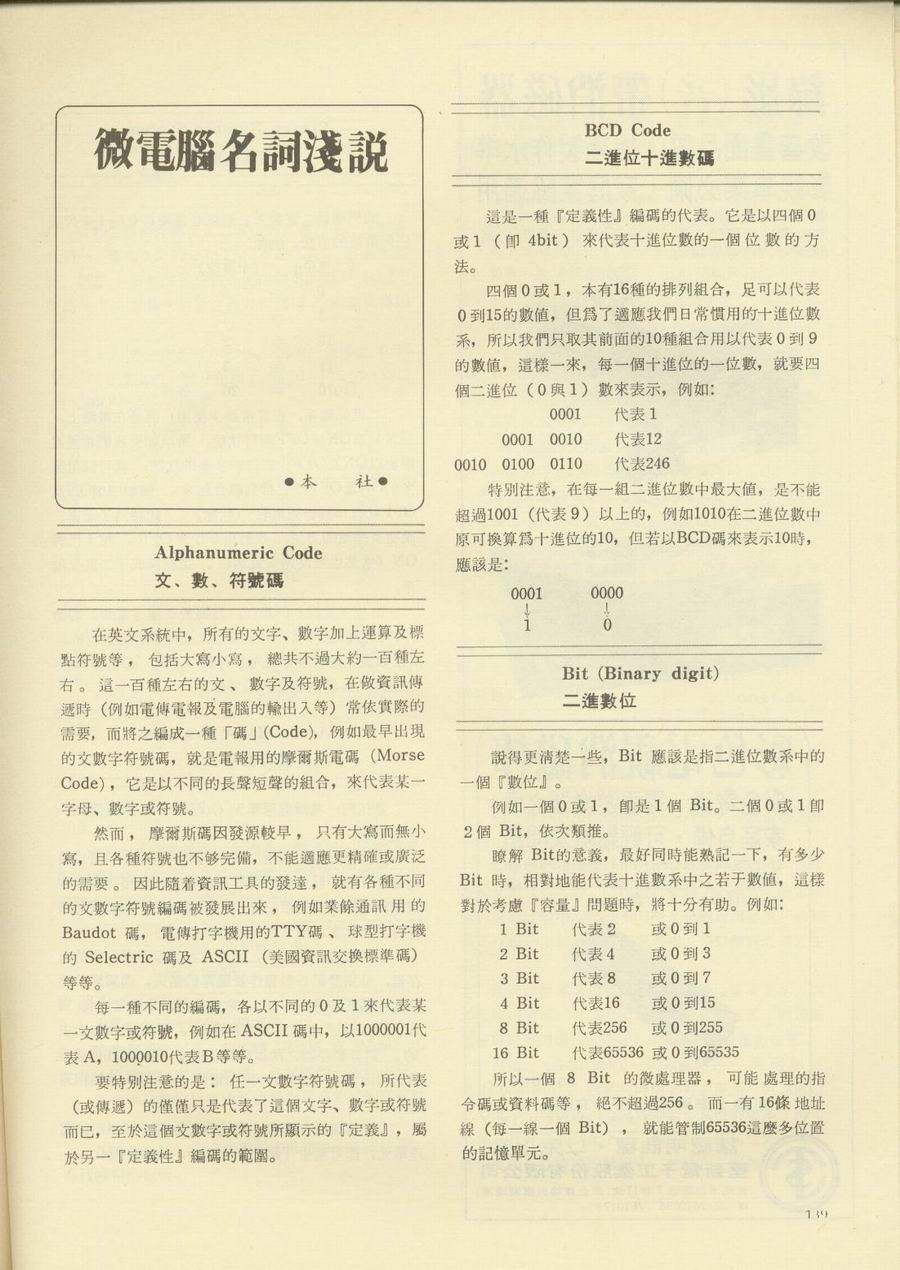 微電腦名詞淺説
●本　社●
Alphanumeric Code
文、數、符號碼
在英文系統中，所有的文字、數字加上運算及標
點符號等，包括大寫小寫，總共不過大約一百種左
右。這一百種左右的文、數字及符號，在做資訊傳
遞時（例如電傳電報及電腦的輸出入等）常依實際的
需要，而將之編成一種「碼」(Code)，例如最早出現
的文數字符號碼，就是電報用的摩爾斯電碼（Morse
Code），它是以不同的長聲短聲的組合，來代表某一
字母、數字或符號。
然而，摩爾斯碼因發源較早，只有大寫而無小
寫，且各種符號也不够完備，不能適應更精確或廣泛
的需要。因此隨着資訊工具的發達，就有各種不同
的文數字符號編碼被發展出來，例如業餘通訊用的
Baudot 碼，電傳打字機用的TTY碼、球型打字機
的 Selectric 碼及 ASCII（美國資訊交換標準碼）
等等。
每一種不同的編碼，各以不同的0及1來代表某
一文數字或符號，例如在 ASCII 碼中，以1000001代
表 A，1000010代表B等等。
要特別注意的是：任一文數字符號碼，所代表
（或傳遞）的僅僅只是代表了這個文字、數字或符號
而已，至於這個文數字或符號所顯示的『定義』，屬
於另一『定義性』編碼的範圍。
BCD Code
二進位十進數碼
這是一種『定義性』編碼的代表。它是以四個0
或1（卽 4bit）來代表十進位數的一個位數的方
法。
四個0或1，本有16種的排列組合，足可以代表
0到15的數値，但爲了適應我們日常慣用的十進位數
系，所以我們只取其前面的10種組合用以代表0到9
的數値，這樣一來，每一個十進位的一位數，就要四
個二進位（0與1）數來表示，例如：
0001 代表1
0001 0010 代表12
0010 0100 0110 代表246
特別注意，在每一組二進位數中最大値，是不能
超過1001（代表9）以上的，例如1010在二進位數中
原可換算爲十進位的10，但若以BCD碼來表示10時，
應該是：
0001 0000
↓ ↓
1 0
Bit (Binary digit)
二進數位
說得更清楚一些，Bit 應該是指二進位數系中的
一個『數位』。
例如一個0或1，卽是1個 Bit。二個0或1卽
2個 Bit，依次類推。
瞭解 Bit的意義，最好同時能熟記一下，有多少
Bit 時，相對地能代表十進數系中之若干數値，這樣
對於考慮『容量』問題時，將十分有助。例如：
1 Bit 代表2 或0到1
2 Bit 代表4 或0到3
3 Bit 代表8 或0到7
4 Bit 代表16 或0到15
8 Bit 代表256 或0到255
16 Bit 代表65536 或0到65535
所以一個 8 Bit 的微處理器，可能處理的指
令碼或資料碼等，絕不超過256。而一有16條地址
線（每一線一個 Bit），就能管制65536這麼多位置
的記憶單元。
139